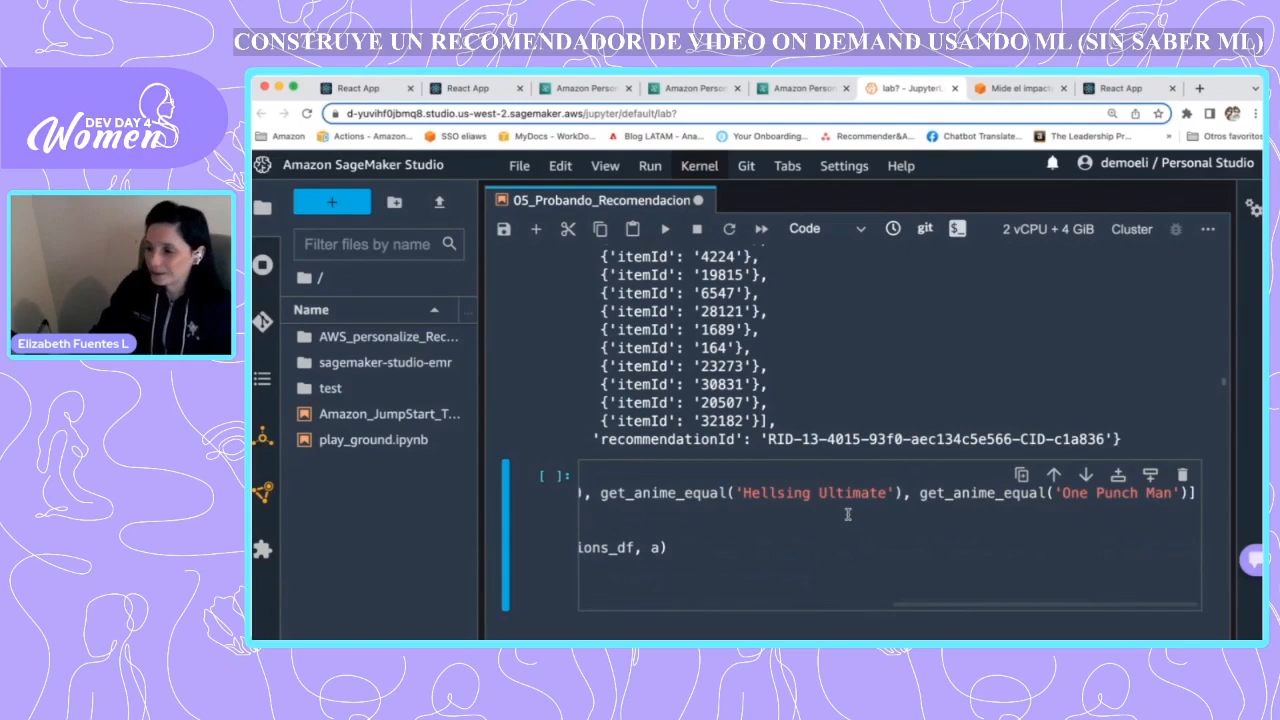 CONSTRUYE UN RECOMENDADOR DE VIDEO ON DEMAND USANDO ML (SIN SABER ML)
DEV DAY 4
Women
Elizabeth Fuentes L
React App
React App
Amazon Person
Amazon Person
Amazon Person
lab? - JupyterL
Mide el impact
React App
d-yuvihf0jbmq8.studio.us-west-2.sagemaker.aws/jupyter/default/lab?
Amazon
Actions - Amazon...
SSO eliaws
MyDocs - WorkDo...
Blog LATAM - Ana...
Your Onboarding...
Recommender&A...
Chatbot Translate...
The Leadership Pr...
»
Otros favoritos
Amazon SageMaker Studio
File Edit View Run Kernel Git Tabs Settings Help
demoeli / Personal Studio
+
Filter files by name
/
Name
AWS_personalize_Rec...
sagemaker-studio-emr
test
Amazon_JumpStart_T...
play_ground.ipynb
05_Probando_Recomendacion
Code
git
2 vCPU + 4 GiB
Cluster
{'itemId': '4224'},
{'itemId': '19815'},
{'itemId': '6547'},
{'itemId': '28121'},
{'itemId': '1689'},
{'itemId': '164'},
{'itemId': '23273'},
{'itemId': '30831'},
{'itemId': '20507'},
{'itemId': '32182'}],
'recommendationId': 'RID-13-4015-93f0-aec134c5e566-CID-c1a836'}
[ ]:
), get_anime_equal('Hellsing Ultimate'), get_anime_equal('One Punch Man')]
ions_df, a)